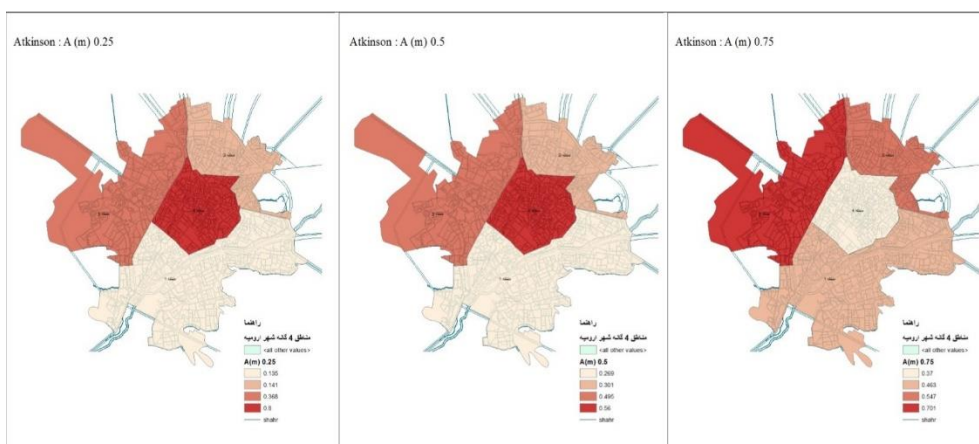 Atkinson : A (m) 0.25
راهنما
مناطق 4 گانه شهر ارومیه
<all other values>
A(m) 0.25
0.135
0.141
0.368
0.6
shahr
Atkinson : A (m) 0.5
راهنما
مناطق 4 گانه شهر ارومیه
<all other values>
A(m) 0.5
0.269
0.301
0.495
0.56
shahr
Atkinson : A (m) 0.75
راهنما
مناطق 4 گانه شهر ارومیه
<all other values>
A(m) 0.75
0.37
0.463
0.547
0.701
shahr